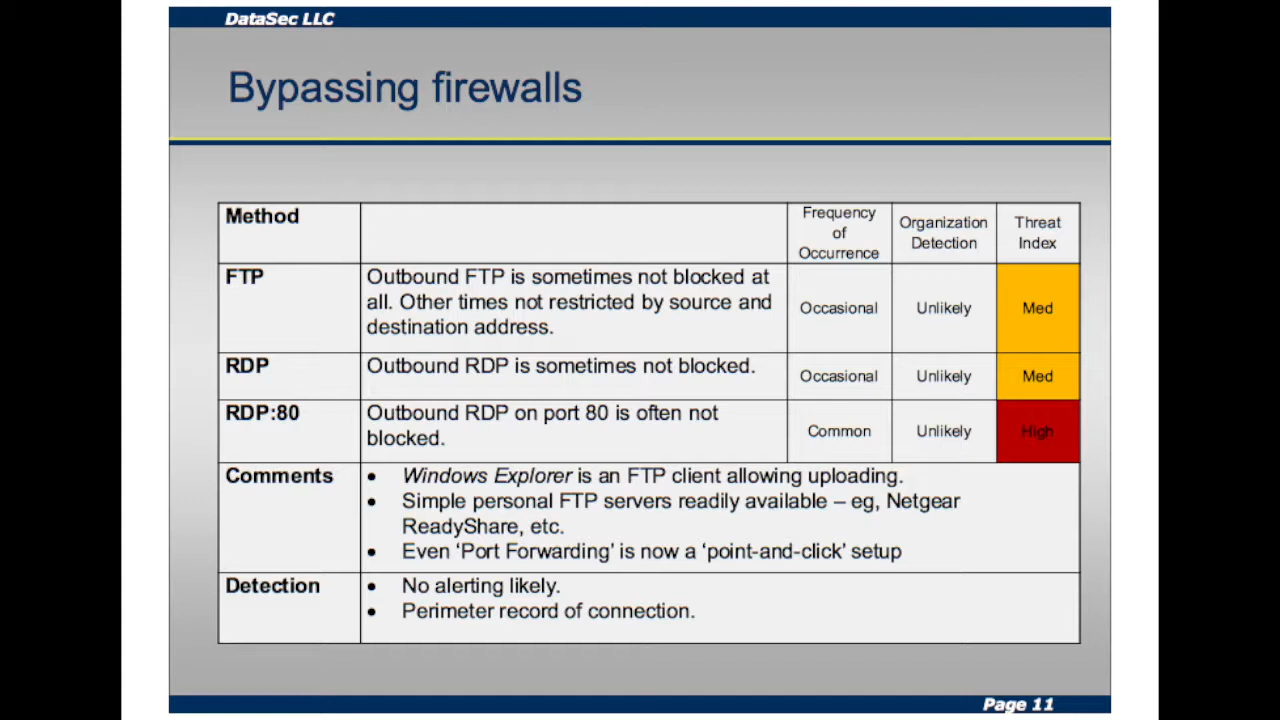 DataSec LLC
Bypassing firewalls
Method
Frequency
of
Occurrence
Organization
Detection
Threat
Index
FTP
Outbound FTP is sometimes not blocked at
all. Other times not restricted by source and
destination address.
Occasional
Unlikely
Med
RDP
Outbound RDP is sometimes not blocked.
Occasional
Unlikely
Med
RDP:80
Outbound RDP on port 80 is often not
blocked.
Common
Unlikely
High
Comments
• Windows Explorer is an FTP client allowing uploading.
• Simple personal FTP servers readily available – eg, Netgear
ReadyShare, etc.
• Even ‘Port Forwarding’ is now a ‘point-and-click’ setup
Detection
• No alerting likely.
• Perimeter record of connection.
Page 11